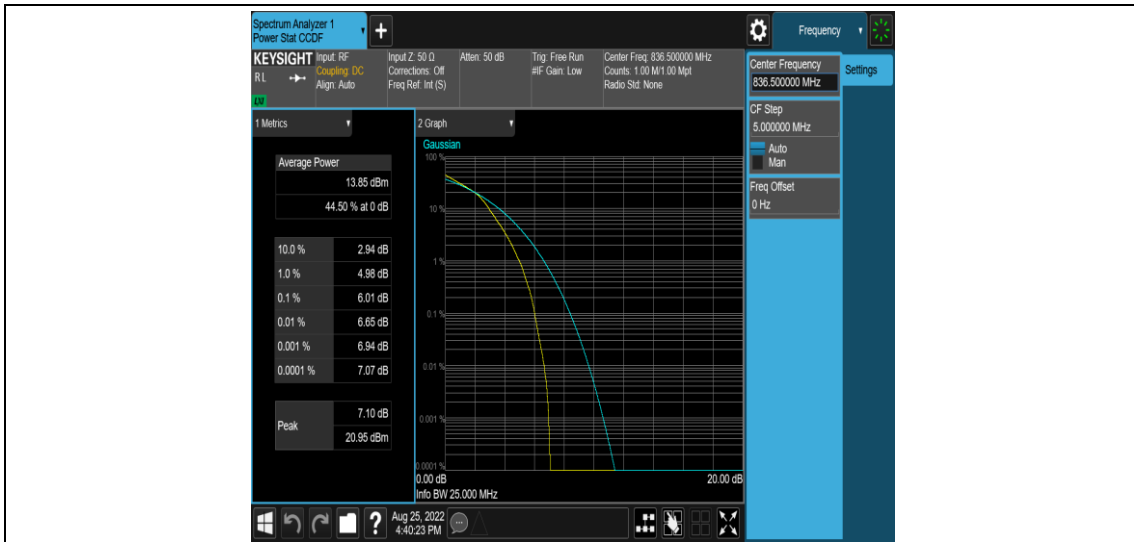 Spectrum Analyzer 1
Power Stat CCDF
Frequency
KEYSIGHT
RL
LXI
Input: RF
Coupling: DC
Align: Auto
Input Z: 50 Ω
Corrections: Off
Freq Ref: Int (S)
Atten: 50 dB
Trig: Free Run
#IF Gain: Low
Center Freq: 836.500000 MHz
Counts: 1.00 M/1.00 Mpt
Radio Std: None
Center Frequency
836.500000 MHz
Settings
CF Step
5.000000 MHz
Auto
Man
Freq Offset
0 Hz
1 Metrics
Average Power
13.85 dBm
44.50 % at 0 dB
10.0 % 2.94 dB
1.0 % 4.98 dB
0.1 % 6.01 dB
0.01 % 6.65 dB
0.001 % 6.94 dB
0.0001 % 7.07 dB
Peak
7.10 dB
20.95 dBm
2 Graph
Gaussian
100 %
10 %
1 %
0.1 %
0.01 %
0.001 %
0.0001 %
0.00 dB 20.00 dB
Info BW 25.000 MHz
Aug 25, 2022
4:40:23 PM